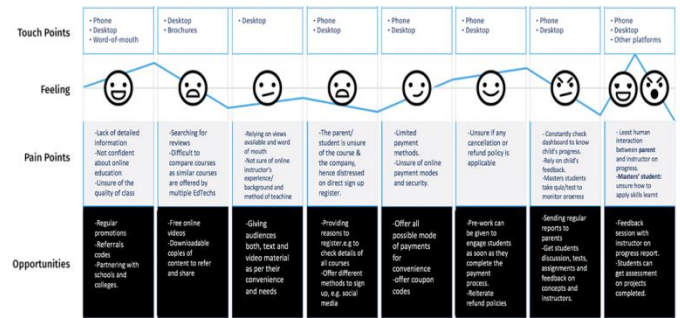 Touch Points
• Phone
• Desktop
• Word-of-mouth
• Desktop
• Brochures
• Desktop
• Phone
• Desktop
• Phone
• Desktop
• Phone
• Desktop
• Phone
• Desktop
• Phone
• Desktop
• Other platforms
Feeling
Pain Points
-Lack of detailed
information
-Not confident
about online
education
-Unsure of the
quality of class
-Searching for
reviews
-Difficult to
compare courses
as similar courses
are offered by
multiple EdTechs
-Relying on views
available and word
of mouth
-Not sure of online
instructor's
experience/
background and
method of teaching
-The parent/
student is unsure
of the course &
the company,
hence distressed
on direct sign up
register.
-Limited
payment
methods.
-Unsure of online
payment modes
and security.
-Unsure if any
cancellation or
refund policy is
applicable
-Constantly check
dashboard to know
child's progress.
-Rely on child's
feedback.
-Masters students
take quiz/test to
monitor progress
- Least human
interaction
between parent
and instructor on
progress.
-Masters' student:
unsure how to
apply skills learnt
Opportunities
-Regular
promotions
-Referrals
codes
-Partnering with
schools and
colleges.
-Free online
videos
-Downloadable
copies of
content to refer
and share
-Giving
audiences
both, text and
video material
as per their
convenience
and needs
-Providing
reasons to
register.e.g to
check details of
all courses
-Offer different
methods to sign
up, e.g. social
media
-Offer all
possible mode
of payments
for
convenience
-offer coupon
codes
-Pre-work can
be given to
engage students
as soon as they
complete the
payment
process.
-Reiterate
refund policies
-Sending regular
reports to
parents
-Get students
discussion, tests,
assignments and
feedback on
concepts and
instructors.
-Feedback
session with
instructor on
progress report.
-Students can
get assessment
on projects
completed.